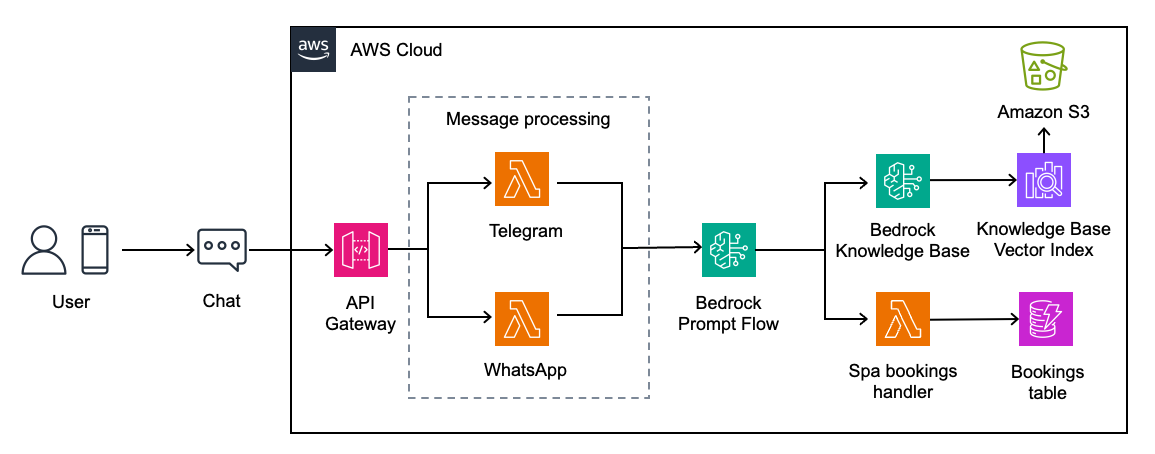 aws
AWS Cloud
Amazon S3
Message processing
Telegram
Bedrock
Knowledge Base
Knowledge Base
Vector Index
User
Chat
API
Gateway
Bedrock
Prompt Flow
WhatsApp
Spa bookings
handler
Bookings
table